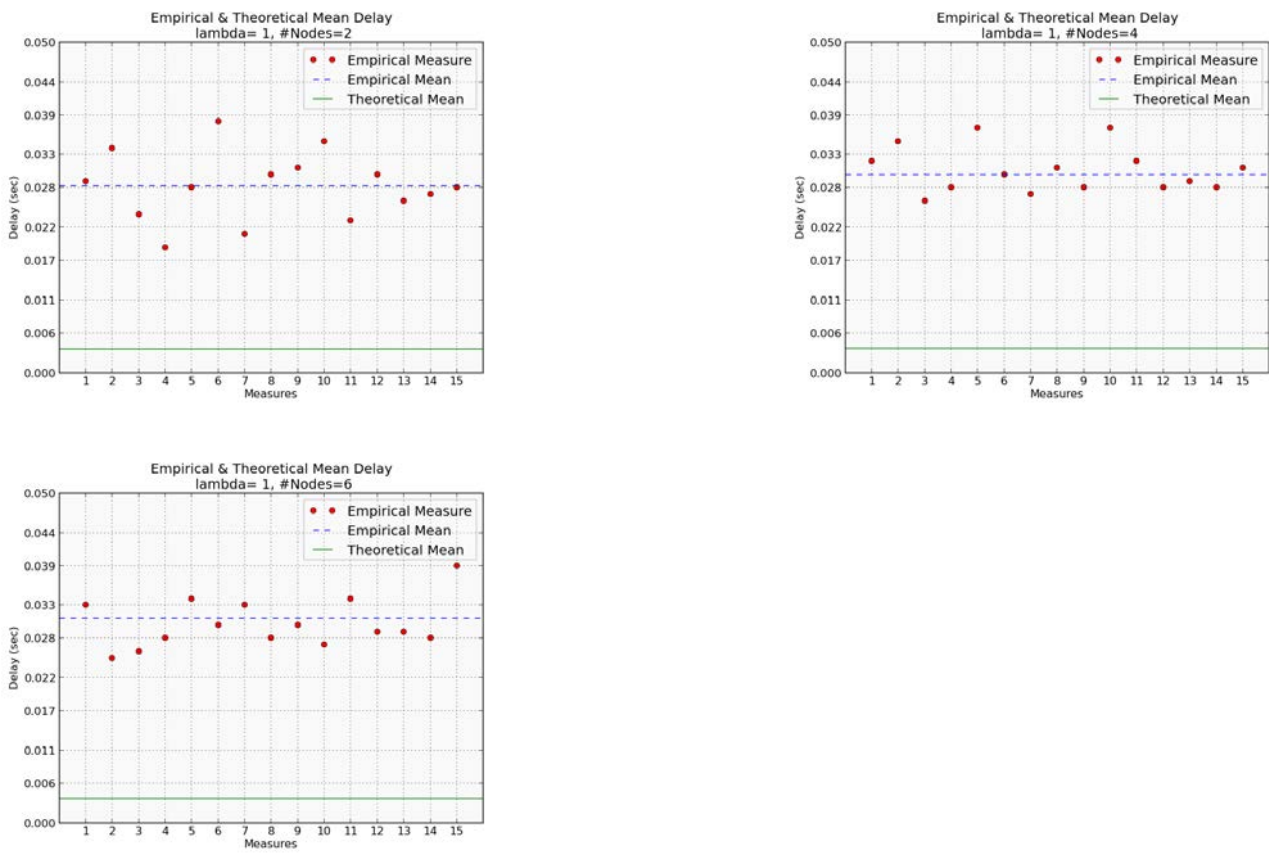 Empirical & Theoretical Mean Delay
lambda= 1, #Nodes=2
0.050
0.044
0.039
0.033
0.028
0.022
0.017
0.011
0.006
0.000
Delay (sec)
Empirical Measure
Empirical Mean
Theoretical Mean
1 2 3 4 5 6 7 8 9 10 11 12 13 14 15
Measures
Empirical & Theoretical Mean Delay
lambda= 1, #Nodes=4
0.050
0.044
0.039
0.033
0.028
0.022
0.017
0.011
0.006
0.000
Delay (sec)
Empirical Measure
Empirical Mean
Theoretical Mean
1 2 3 4 5 6 7 8 9 10 11 12 13 14 15
Measures
Empirical & Theoretical Mean Delay
lambda= 1, #Nodes=6
0.050
0.044
0.039
0.033
0.028
0.022
0.017
0.011
0.006
0.000
Delay (sec)
Empirical Measure
Empirical Mean
Theoretical Mean
1 2 3 4 5 6 7 8 9 10 11 12 13 14 15
Measures